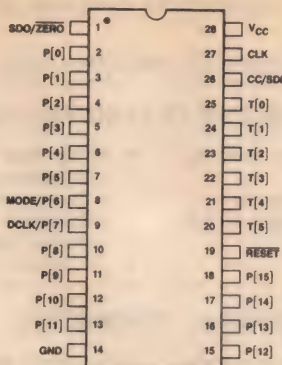 SDO/ZERO 1 28 VCC
P[0] 2 27 CLK
P[1] 3 26 CC/SDI
P[2] 4 25 T[0]
P[3] 5 24 T[1]
P[4] 6 23 T[2]
P[5] 7 22 T[3]
MODE/P[6] 8 21 T[4]
DCLK/P[7] 9 20 T[5]
P[8] 10 19 RESET
P[9] 11 18 P[15]
P[10] 12 17 P[14]
P[11] 13 16 P[13]
GND 14 15 P[12]